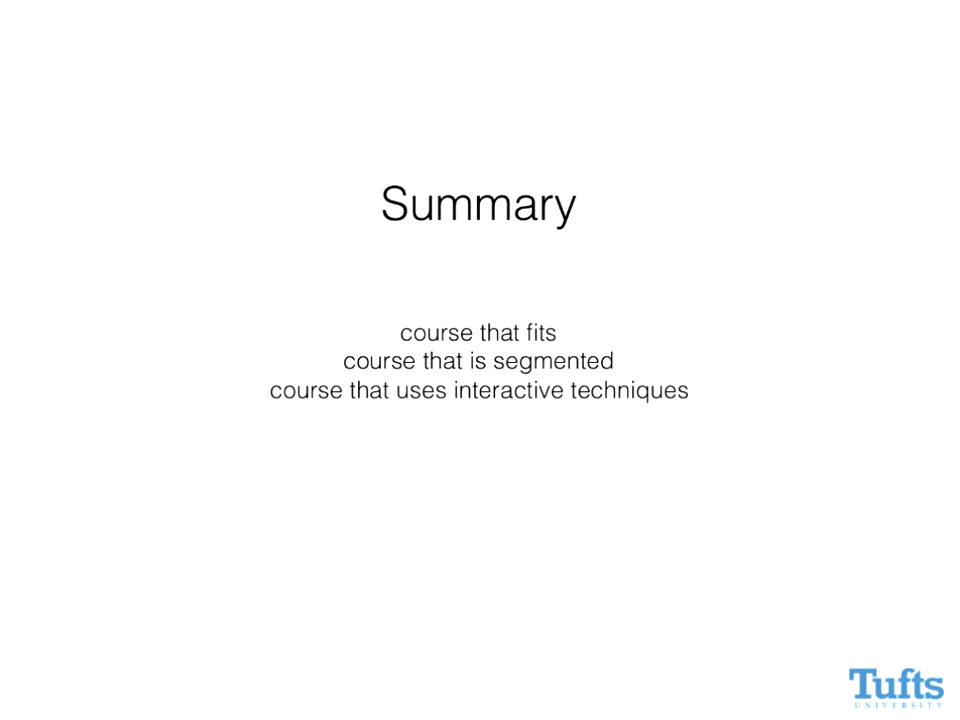 Summary
course that fits
course that is segmented
course that uses interactive techniques
Tufts
UNIVERSITY